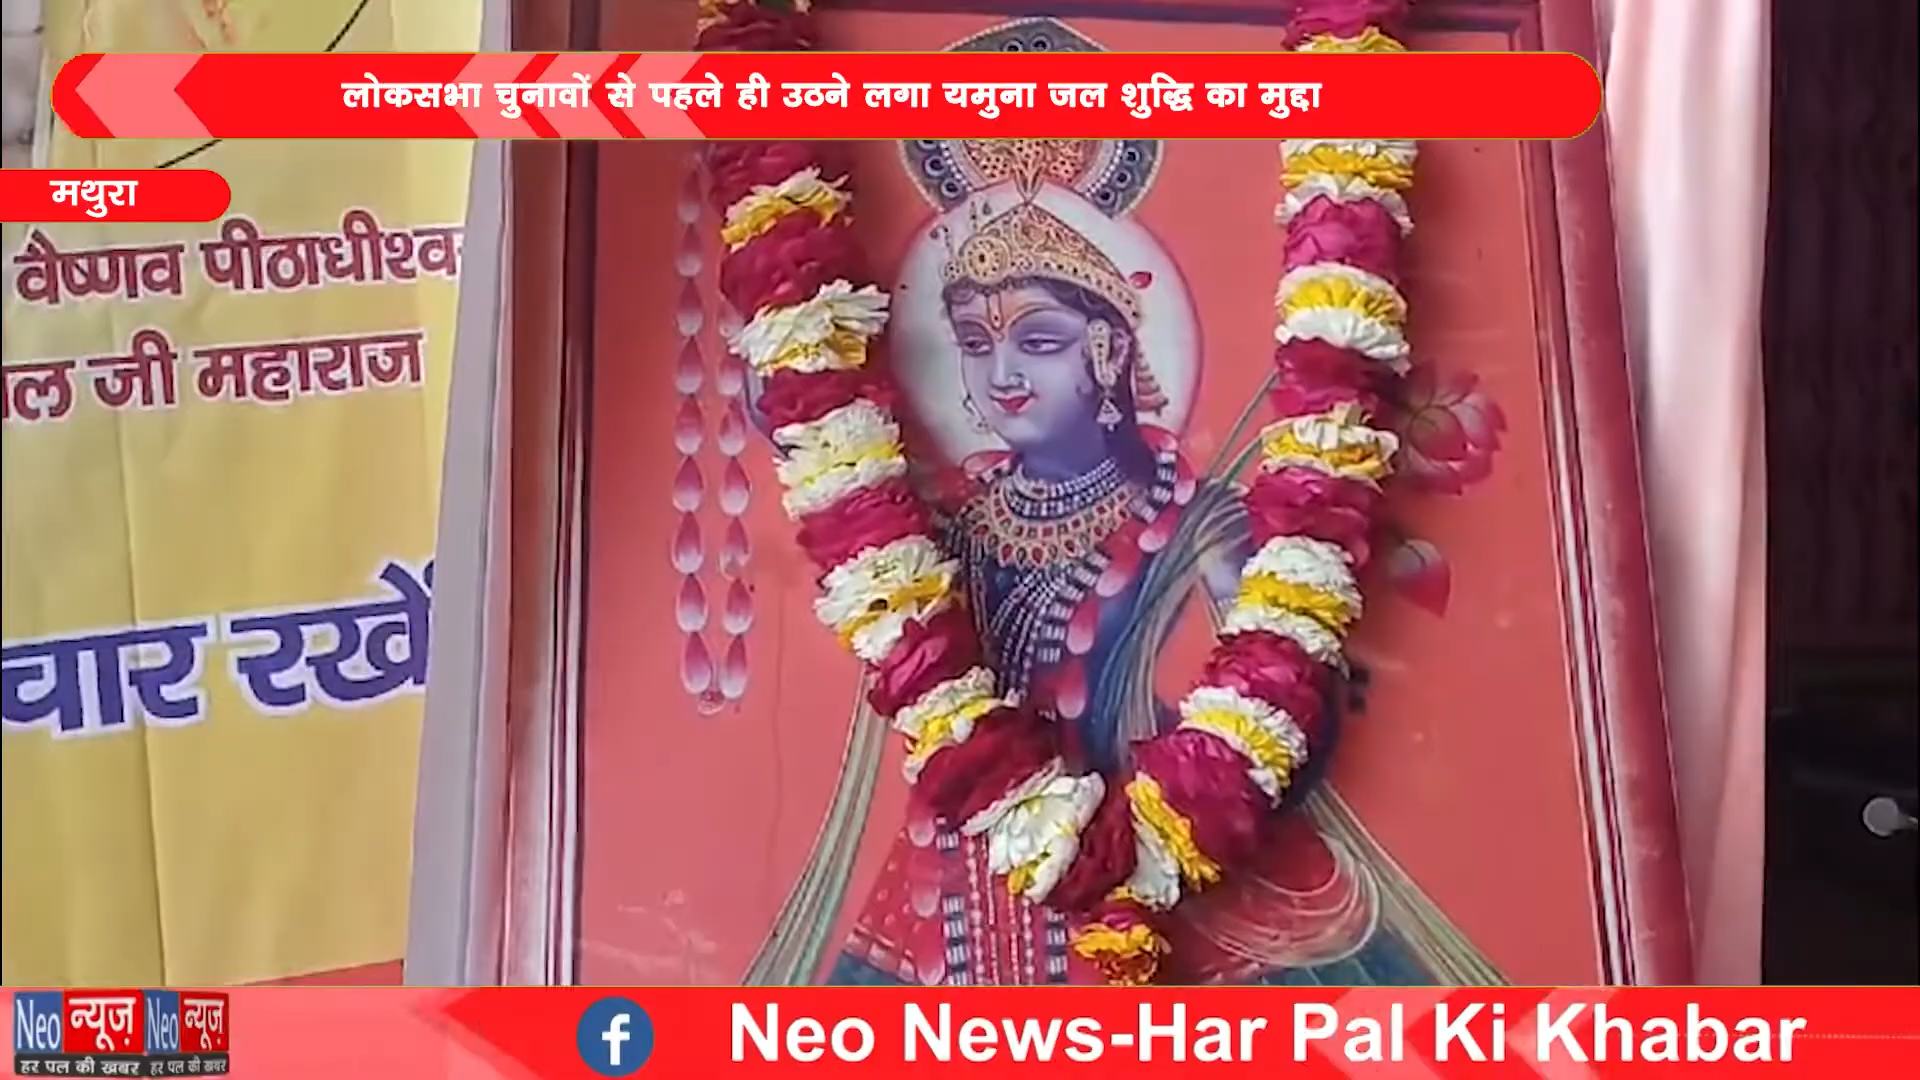 लोकसभा चुनावों से पहले ही उठने लगा यमुना जल शुद्धि का मुद्दा
मथुरा
वैष्णव पीठाधीश्व
ल जी महाराज
चार रखें
Neo न्यूज़ Neo न्यूज़
हर पल की खबर हर पल की खबर
Neo News-Har Pal Ki Khabar